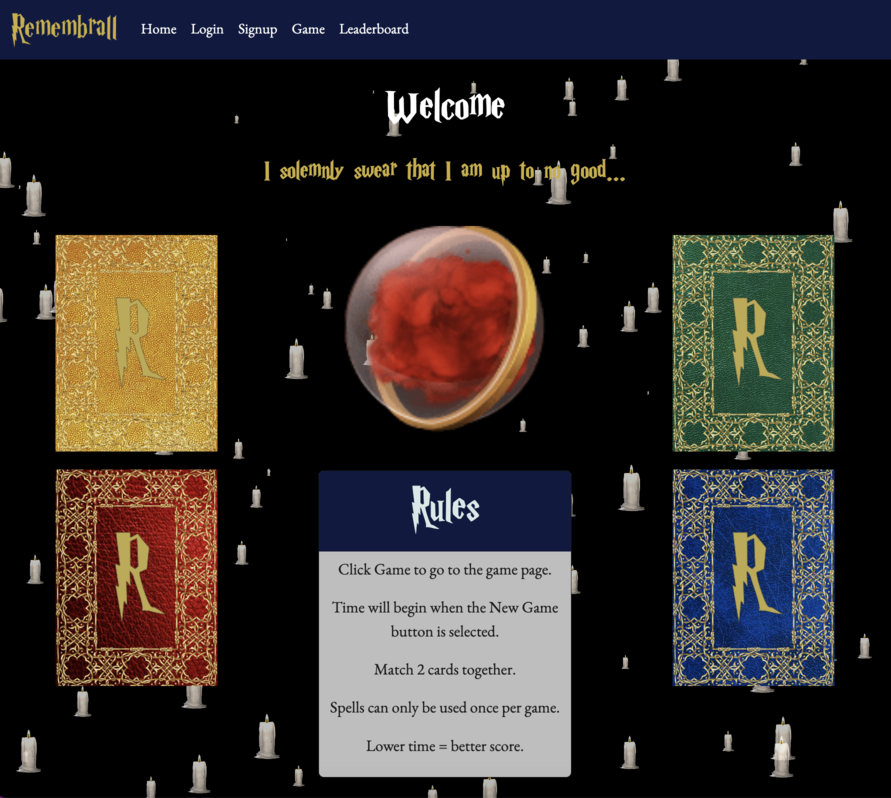 Remembrall
Home Login Signup Game Leaderboard
Welcome
I solemnly swear that I am up to no good...
R
R
R
R
Rules
Click Game to go to the game page.
Time will begin when the New Game
button is selected.
Match 2 cards together.
Spells can only be used once per game.
Lower time = better score.